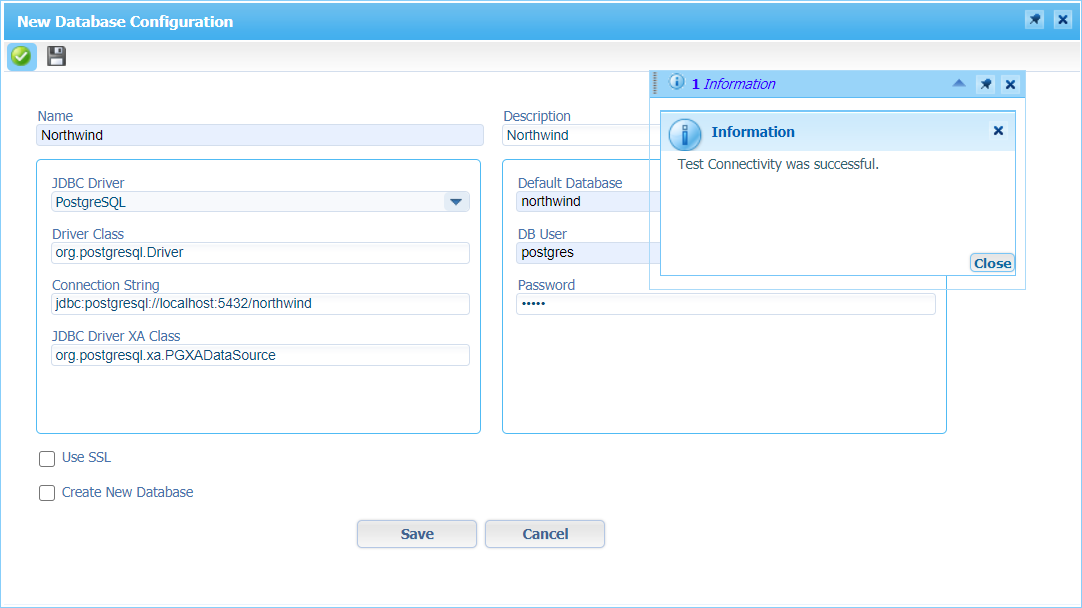 New Database Configuration
1 Information
Name
Northwind
Description
Northwind
Information
Test Connectivity was successful.
Close
JDBC Driver
PostgreSQL
Driver Class
org.postgresql.Driver
Connection String
jdbc:postgresql://localhost:5432/northwind
JDBC Driver XA Class
org.postgresql.xa.PGXADataSource
Default Database
northwind
DB User
postgres
Password
•••••
Use SSL
Create New Database
Save
Cancel